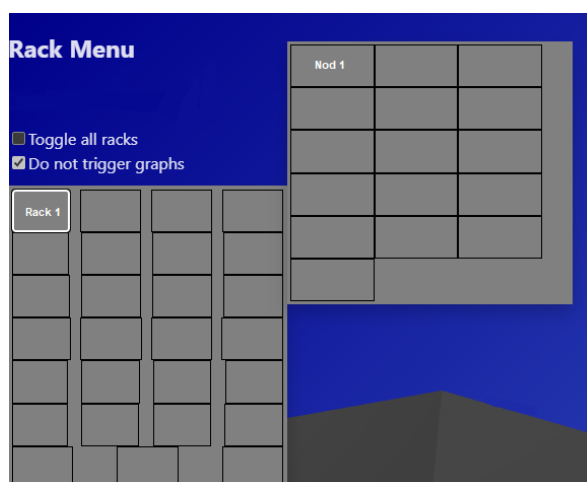 Rack Menu
Nod 1
Toggle all racks
Do not trigger graphs
Rack 1